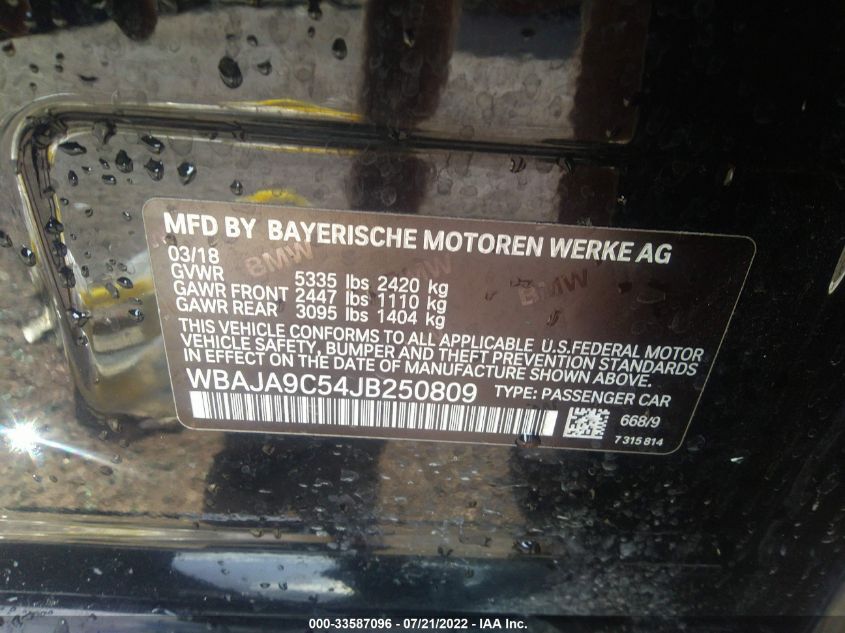 MFD BY BAYERISCHE MOTOREN WERKE AG
03/18
GVWR 5335 lbs 2420 kg
GAWR FRONT 2447 lbs 1110 kg
GAWR REAR 3095 lbs 1404 kg
THIS VEHICLE CONFORMS TO ALL APPLICABLE U.S.FEDERAL MOTOR
VEHICLE SAFETY, BUMPER AND THEFT PREVENTION STANDARDS
IN EFFECT ON THE DATE OF MANUFACTURE SHOWN ABOVE.
WBAJA9C54JB250809 TYPE: PASSENGER CAR
668/9
7 315 814
BMW
BMW
000-33587096 - 07/21/2022 - IAA Inc.